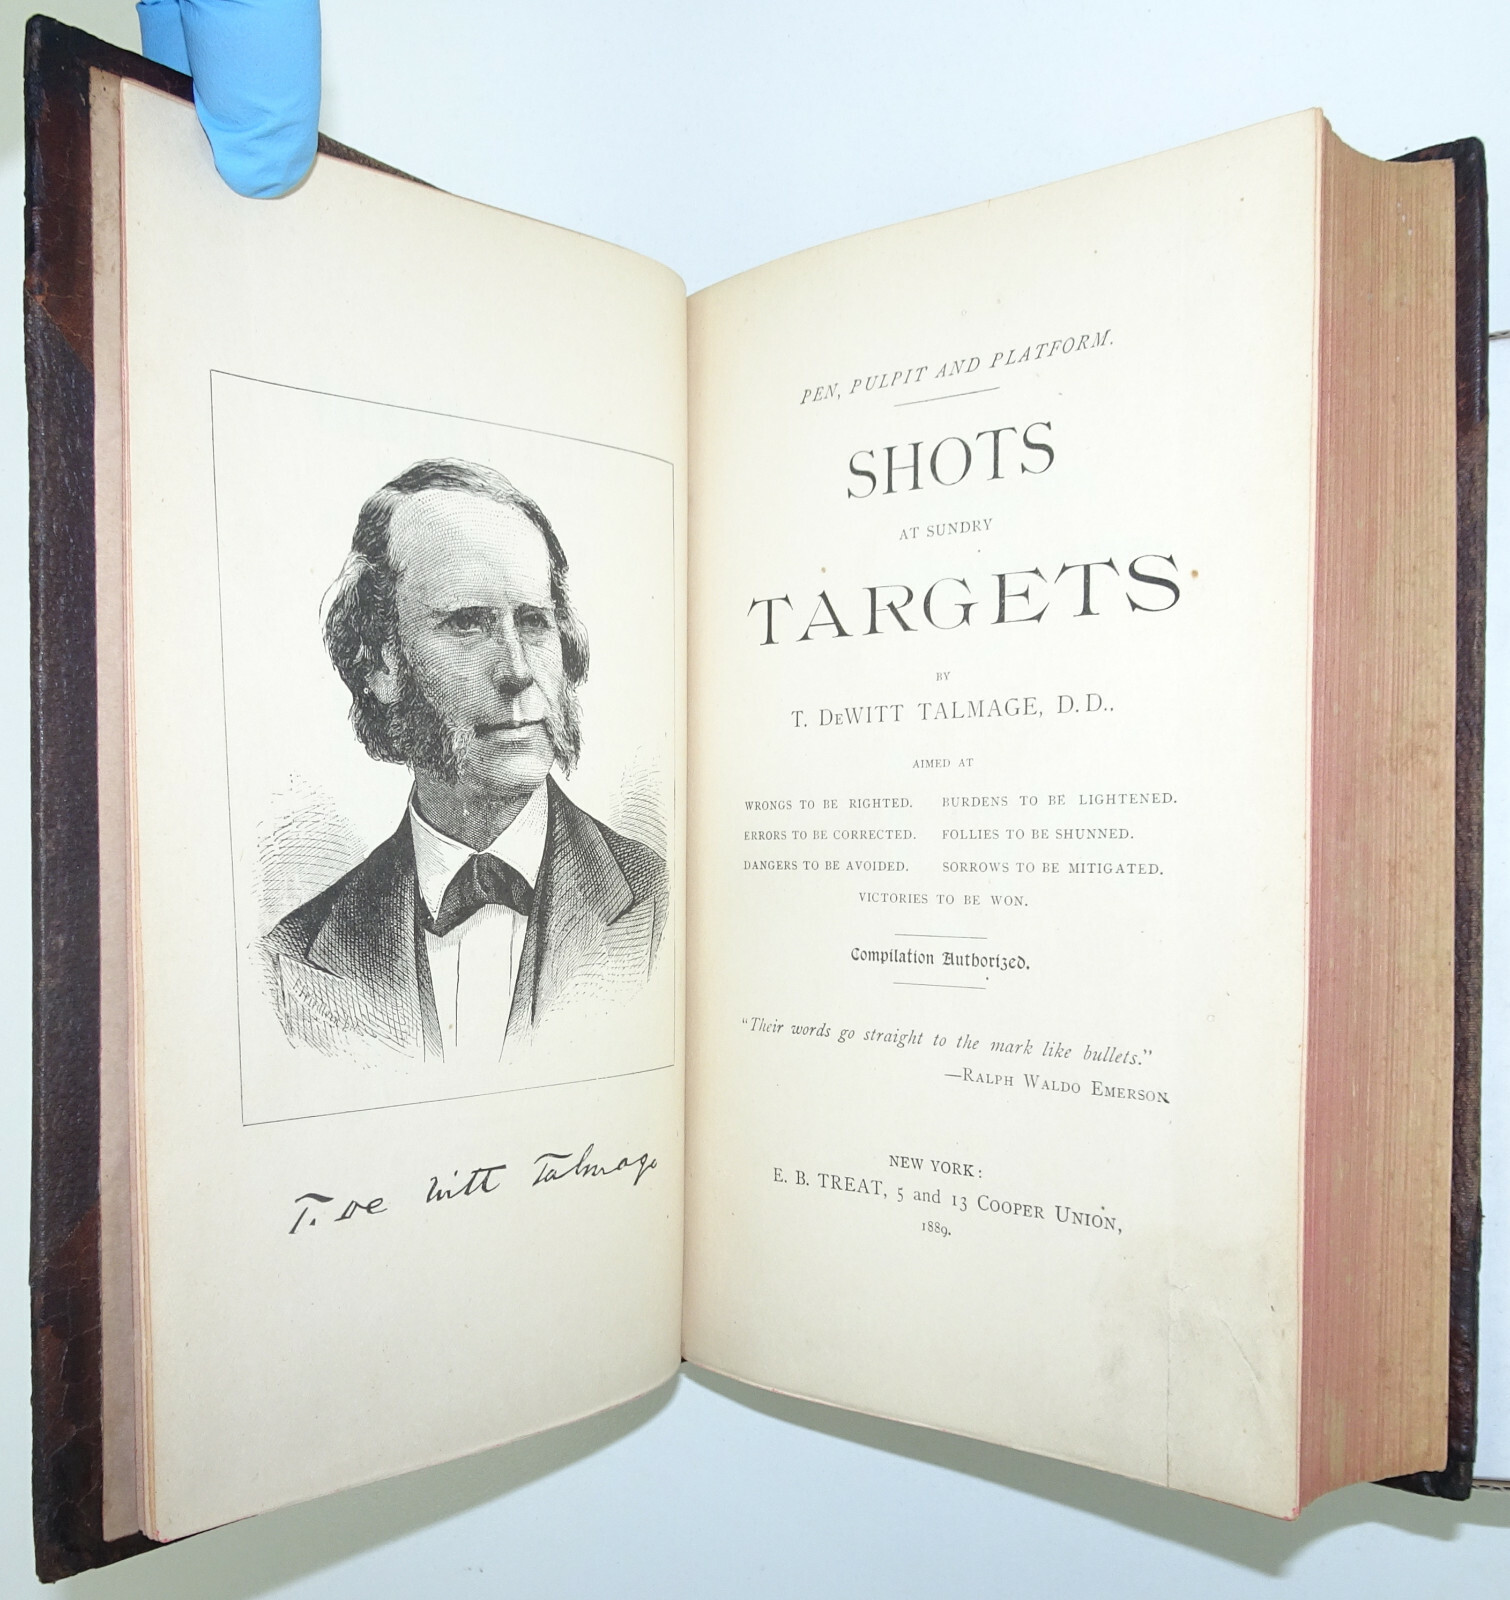 T. De Witt Talmage
PEN, PULPIT AND PLATFORM.
SHOTS
AT SUNDRY
TARGETS
BY
T. DeWITT TALMAGE, D.D..
AIMED AT
WRONGS TO BE RIGHTED. BURDENS TO BE LIGHTENED.
ERRORS TO BE CORRECTED. FOLLIES TO BE SHUNNED.
DANGERS TO BE AVOIDED. SORROWS TO BE MITIGATED.
VICTORIES TO BE WON.
Compilation Authorized.
"Their words go straight to the mark like bullets."
—RALPH WALDO EMERSON.
NEW YORK:
E. B. TREAT, 5 and 13 COOPER UNION,
1889.